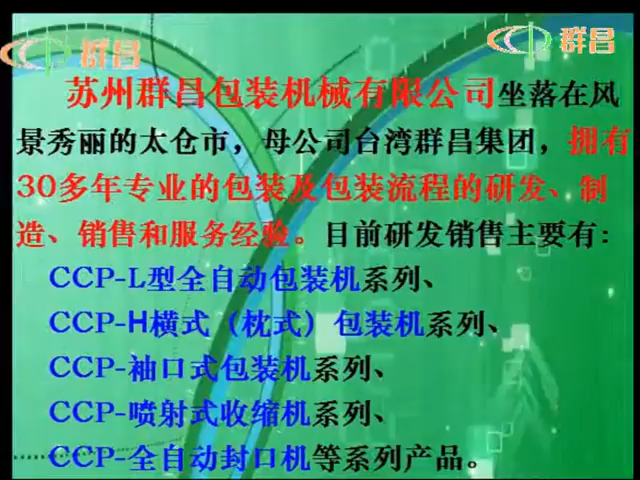 群昌
群昌
苏州群昌包装机械有限公司坐落在风
景秀丽的太仓市，母公司台湾群昌集团，拥有
30多年专业的包装及包装流程的研发、制
造、销售和服务经验。目前研发销售主要有：
CCP-L型全自动包装机系列、
CCP-H横式（枕式）包装机系列、
CCP-袖口式包装机系列、
CCP-喷射式收缩机系列、
CCP-全自动封口机等系列产品。